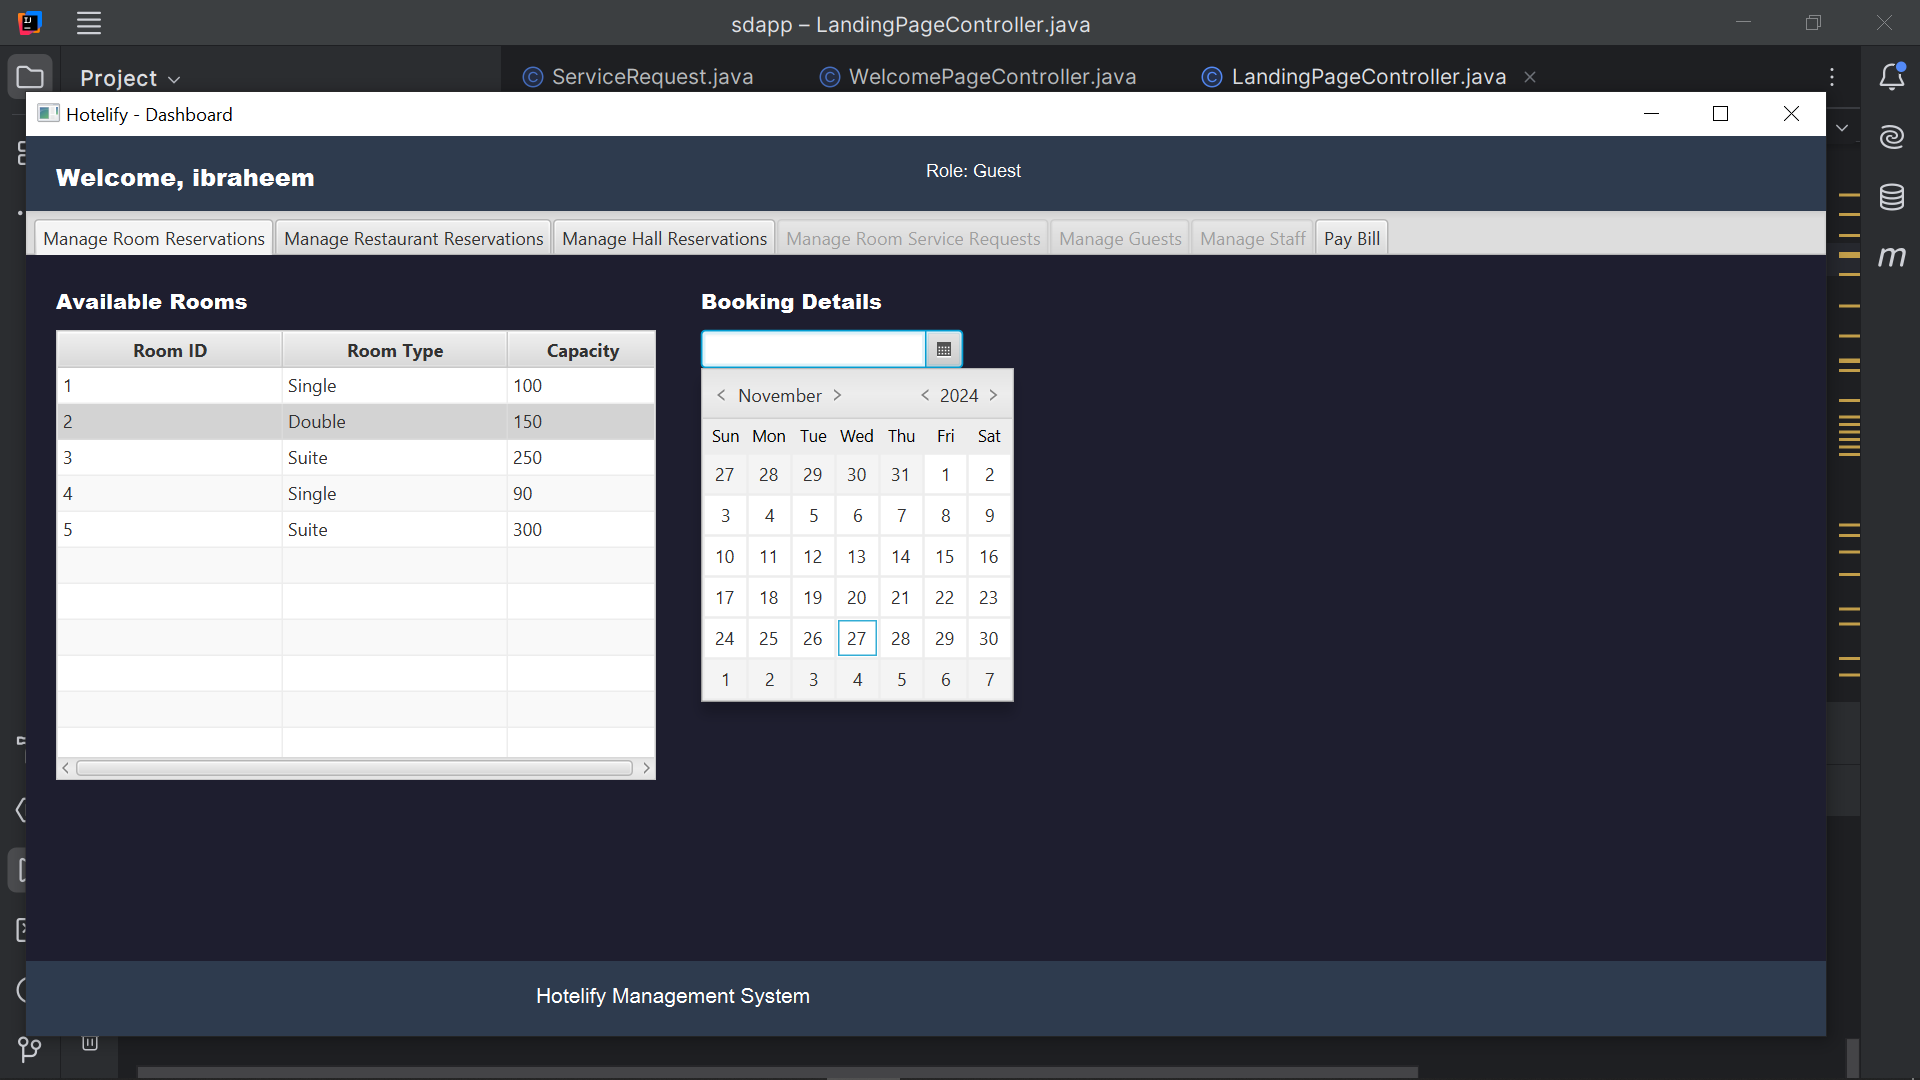 sdapp – LandingPageController.java
Project
ServiceRequest.java
WelcomePageController.java
LandingPageController.java
Hotelify - Dashboard
Welcome, ibraheem
Role: Guest
Manage Room Reservations Manage Restaurant Reservations Manage Hall Reservations Manage Room Service Requests Manage Guests Manage Staff Pay Bill
Available Rooms
Room ID Room Type Capacity
1 Single 100
2 Double 150
3 Suite 250
4 Single 90
5 Suite 300
Booking Details
< November > < 2024 >
Sun Mon Tue Wed Thu Fri Sat
27 28 29 30 31 1 2
3 4 5 6 7 8 9
10 11 12 13 14 15 16
17 18 19 20 21 22 23
24 25 26 27 28 29 30
1 2 3 4 5 6 7
Hotelify Management System
m